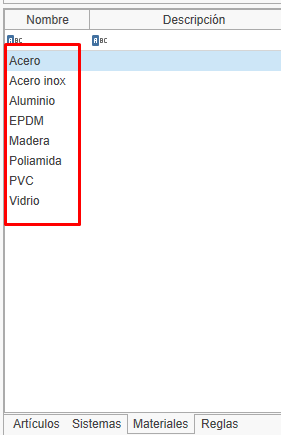 Nombre Descripción
ABC ABC
Acero
Acero inox
Aluminio
EPDM
Madera
Poliamida
PVC
Vidrio
Artículos Sistemas Materiales Reglas